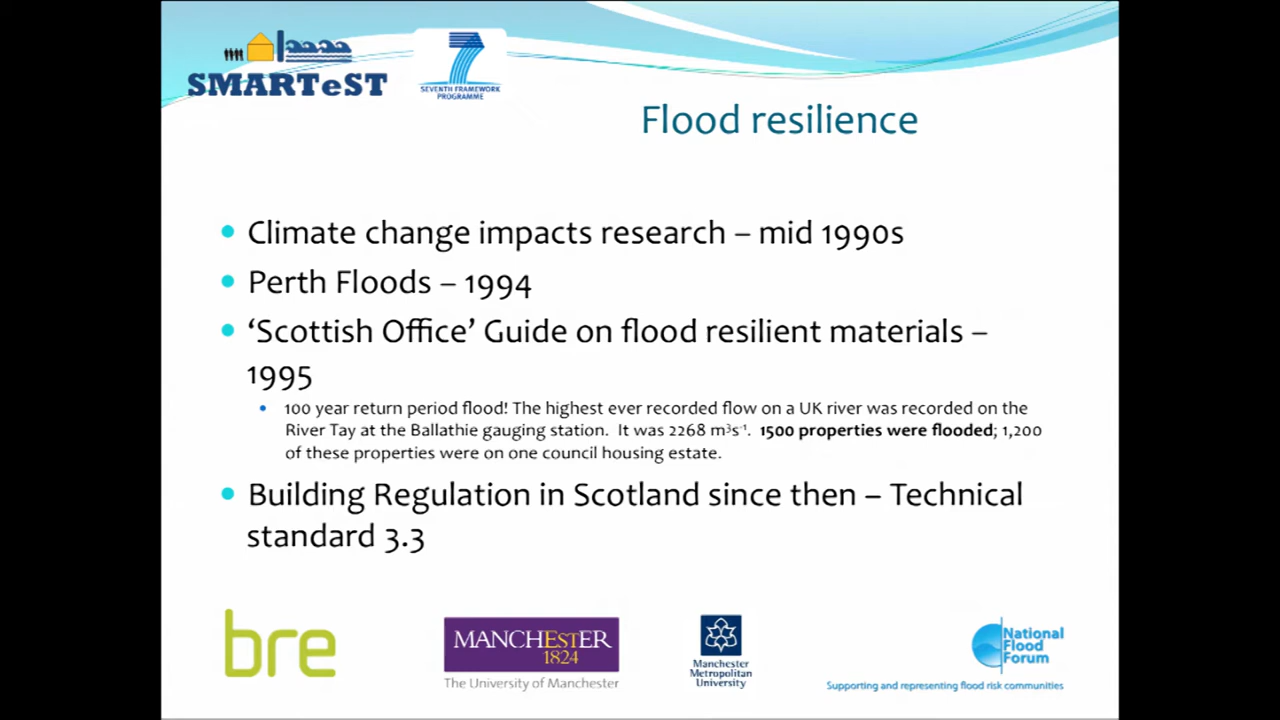 SMARTeST
SEVENTH FRAMEWORK
PROGRAMME
Flood resilience
• Climate change impacts research – mid 1990s
• Perth Floods – 1994
• ‘Scottish Office’ Guide on flood resilient materials –
1995
• 100 year return period flood! The highest ever recorded flow on a UK river was recorded on the
River Tay at the Ballathie gauging station. It was 2268 m³s⁻¹. 1500 properties were flooded; 1,200
of these properties were on one council housing estate.
• Building Regulation in Scotland since then – Technical
standard 3.3
bre
MANCHESTER
1824
The University of Manchester
Manchester
Metropolitan
University
National
Flood
Forum
Supporting and representing flood risk communities